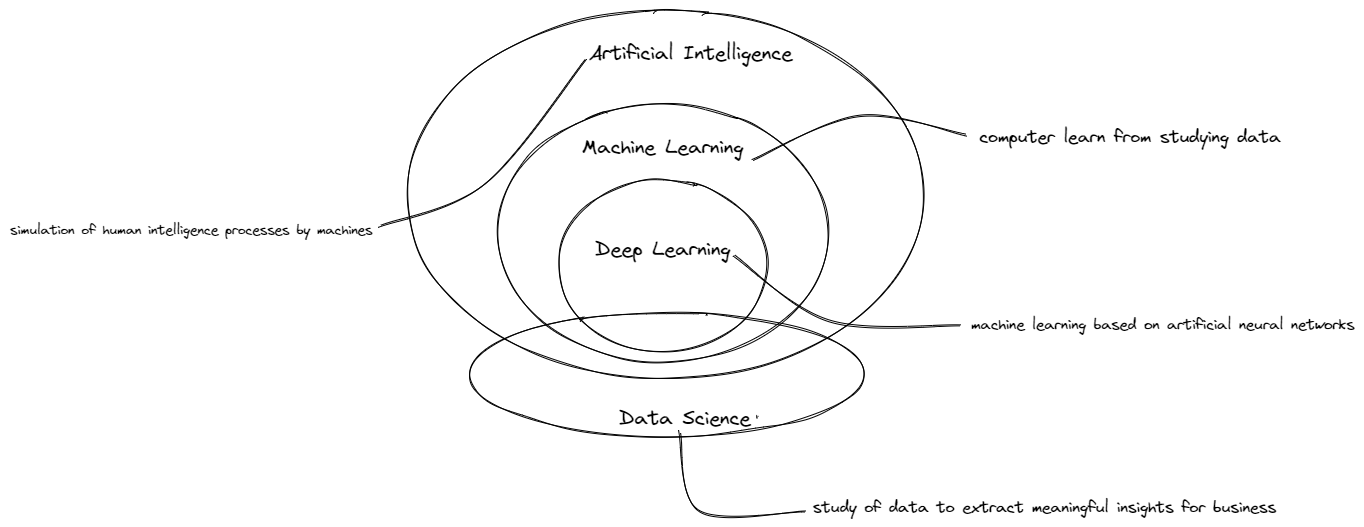 Artificial Intelligence
Machine Learning
computer learn from studying data
simulation of human intelligence processes by machines
Deep Learning
machine learning based on artificial neural networks
Data Science
study of data to extract meaningful insights for business